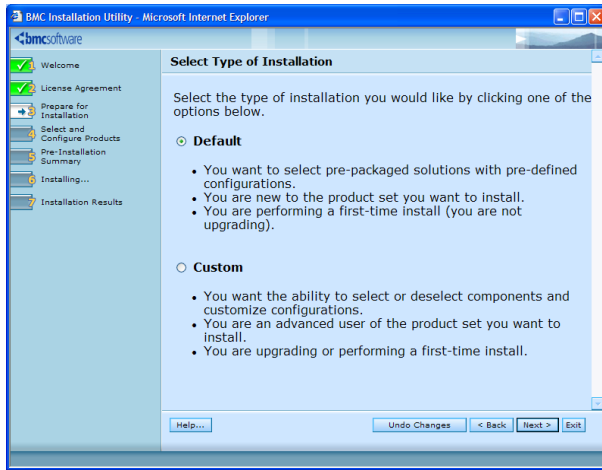 BMC Installation Utility - Microsoft Internet Explorer
bmcsoftware
1 Welcome
2 License Agreement
3 Prepare for
Installation
4 Select and
Configure Products
5 Pre-Installation
Summary
6 Installing...
7 Installation Results
Select Type of Installation
Select the type of installation you would like by clicking one of the
options below.
Default
• You want to select pre-packaged solutions with pre-defined
configurations.
• You are new to the product set you want to install.
• You are performing a first-time install (you are not
upgrading).
Custom
• You want the ability to select or deselect components and
customize configurations.
• You are an advanced user of the product set you want to
install.
• You are upgrading or performing a first-time install.
Help... Undo Changes < Back Next > Exit